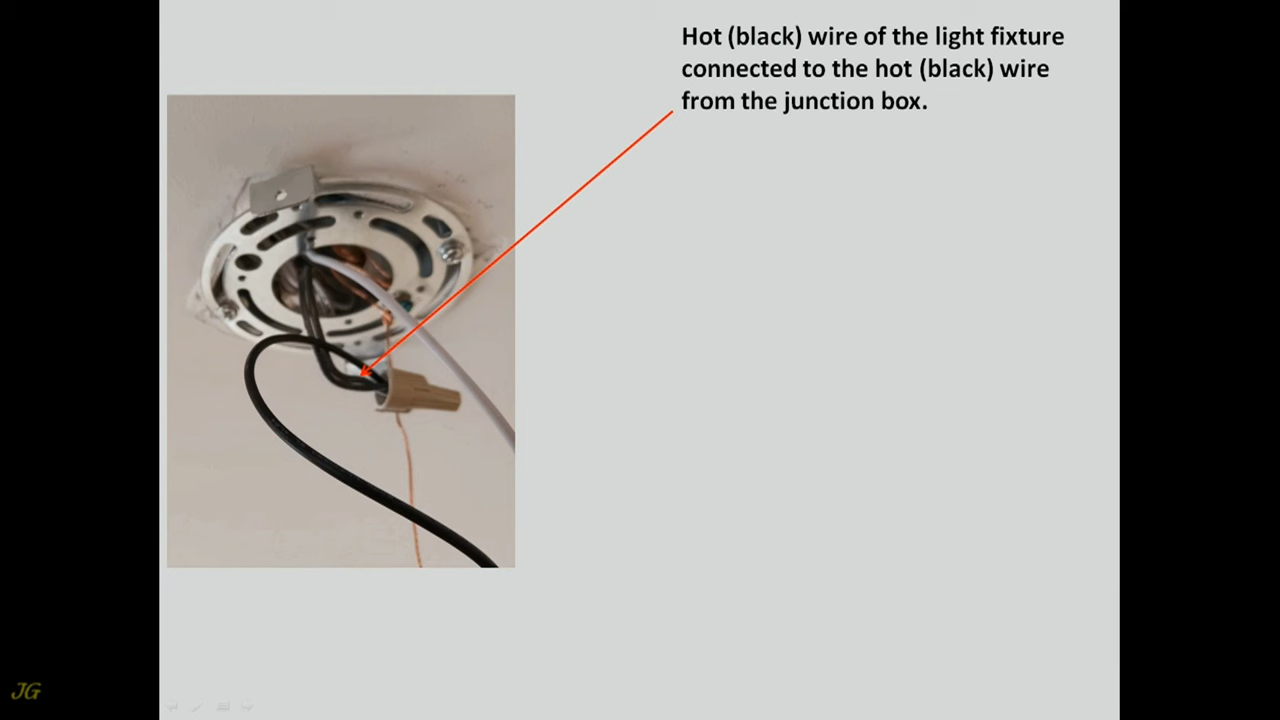 Hot (black) wire of the light fixture
connected to the hot (black) wire
from the junction box.
JG